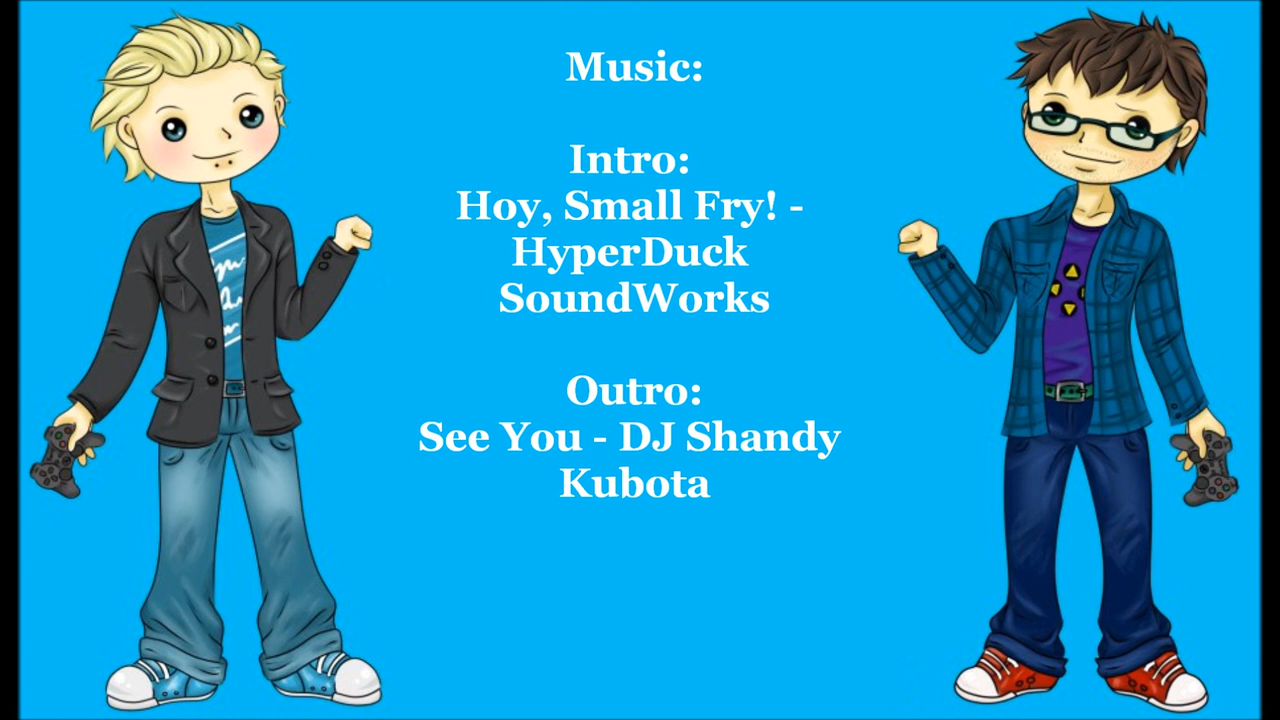 Music:
Intro:
Hoy, Small Fry! -
HyperDuck
SoundWorks
Outro:
See You - DJ Shandy
Kubota